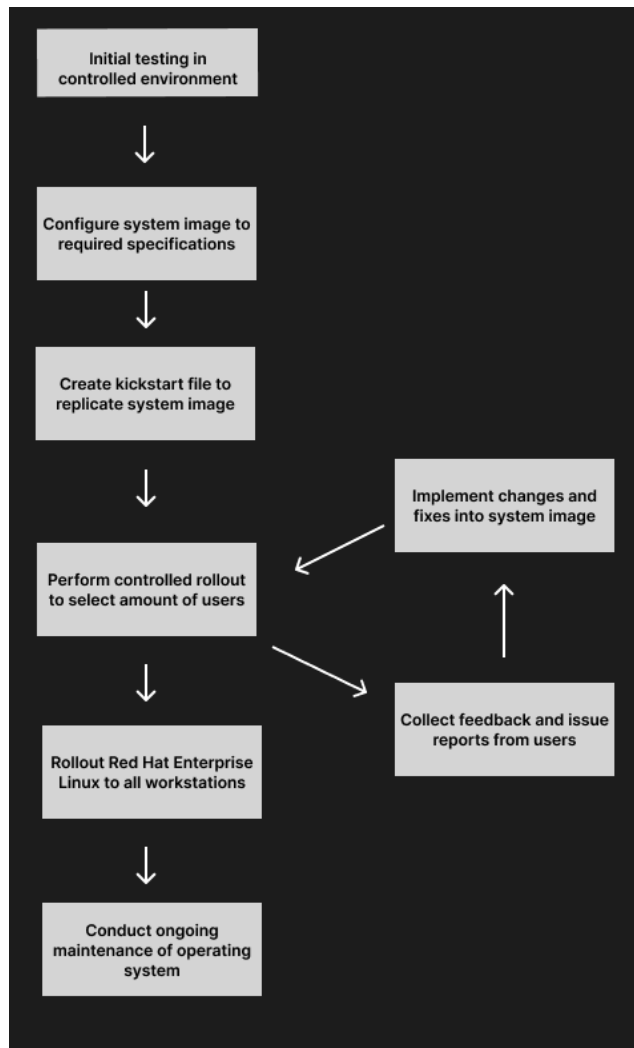 Initial testing in
controlled environment
Configure system image to
required specifications
Create kickstart file to
replicate system image
Implement changes and
fixes into system image
Perform controlled rollout
to select amount of users
Collect feedback and issue
reports from users
Rollout Red Hat Enterprise
Linux to all workstations
Conduct ongoing
maintenance of operating
system